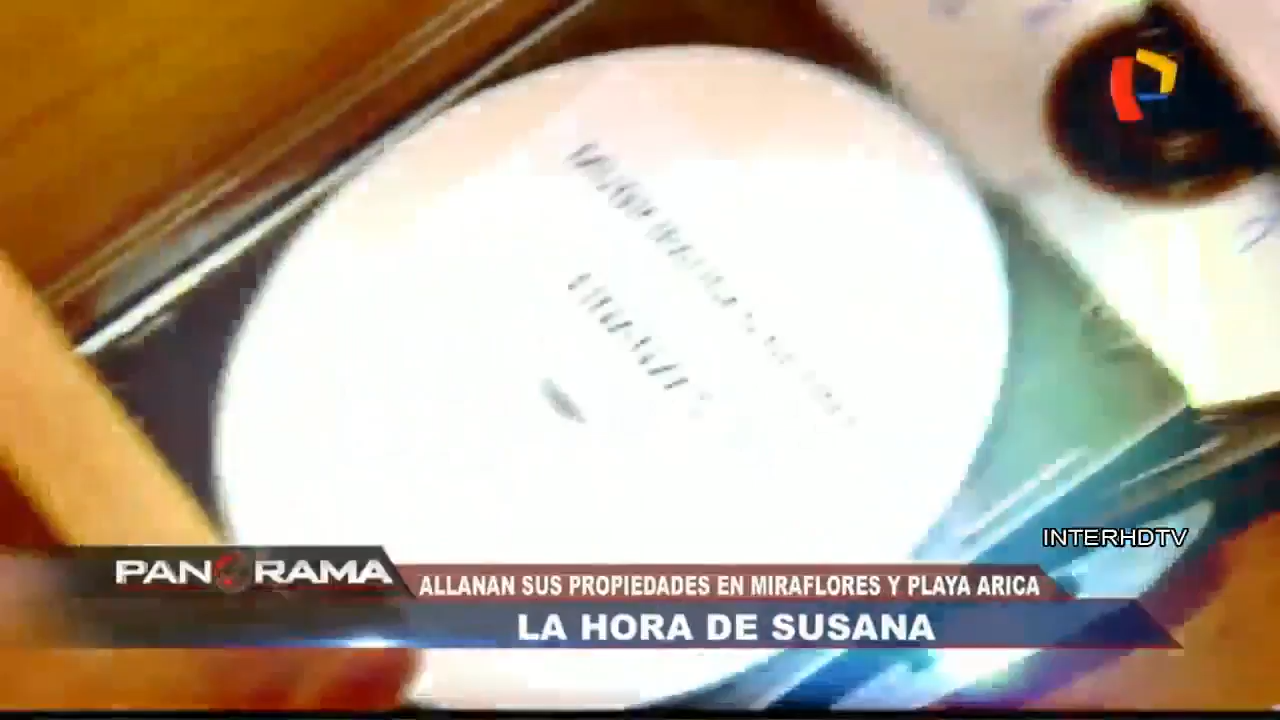 INTERHDTV
PANORAMA
ALLANAN SUS PROPIEDADES EN MIRAFLORES Y PLAYA ARICA
LA HORA DE SUSANA